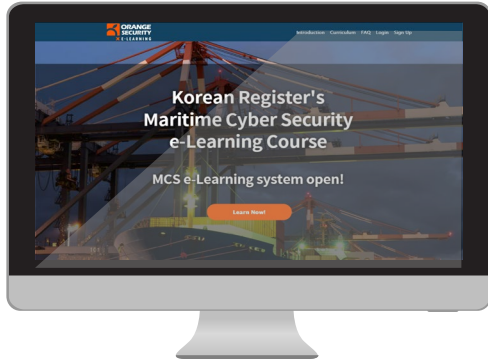 ORANGE
SECURITY
E-LEARNING
Introduction Curriculum FAQ Login Sign Up
Korean Register's
Maritime Cyber Security
e-Learning Course
MCS e-Learning system open!
Learn Now!